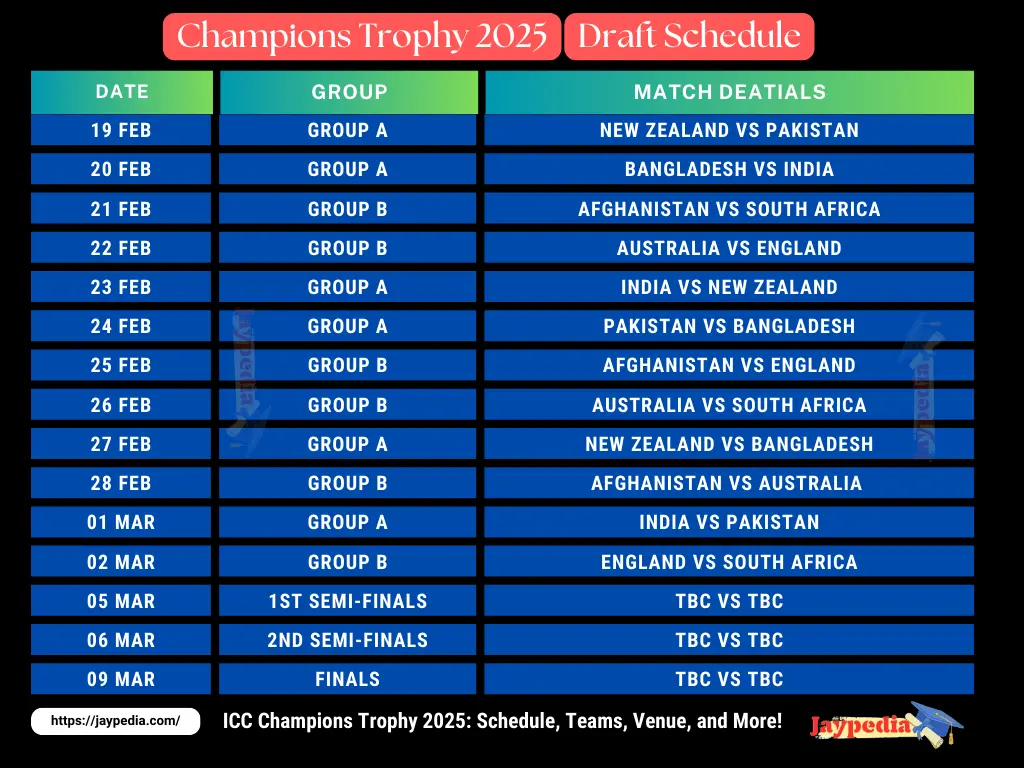 Champions Trophy 2025 Draft Schedule
DATE GROUP MATCH DEATIALS
19 FEB GROUP A NEW ZEALAND VS PAKISTAN
20 FEB GROUP A BANGLADESH VS INDIA
21 FEB GROUP B AFGHANISTAN VS SOUTH AFRICA
22 FEB GROUP B AUSTRALIA VS ENGLAND
23 FEB GROUP A INDIA VS NEW ZEALAND
24 FEB GROUP A PAKISTAN VS BANGLADESH
25 FEB GROUP B AFGHANISTAN VS ENGLAND
26 FEB GROUP B AUSTRALIA VS SOUTH AFRICA
27 FEB GROUP A NEW ZEALAND VS BANGLADESH
28 FEB GROUP B AFGHANISTAN VS AUSTRALIA
01 MAR GROUP A INDIA VS PAKISTAN
02 MAR GROUP B ENGLAND VS SOUTH AFRICA
05 MAR 1ST SEMI-FINALS TBC VS TBC
06 MAR 2ND SEMI-FINALS TBC VS TBC
09 MAR FINALS TBC VS TBC
Jaypedia
Jaypedia
https://jaypedia.com/ ICC Champions Trophy 2025: Schedule, Teams, Venue, and More! Jaypedia